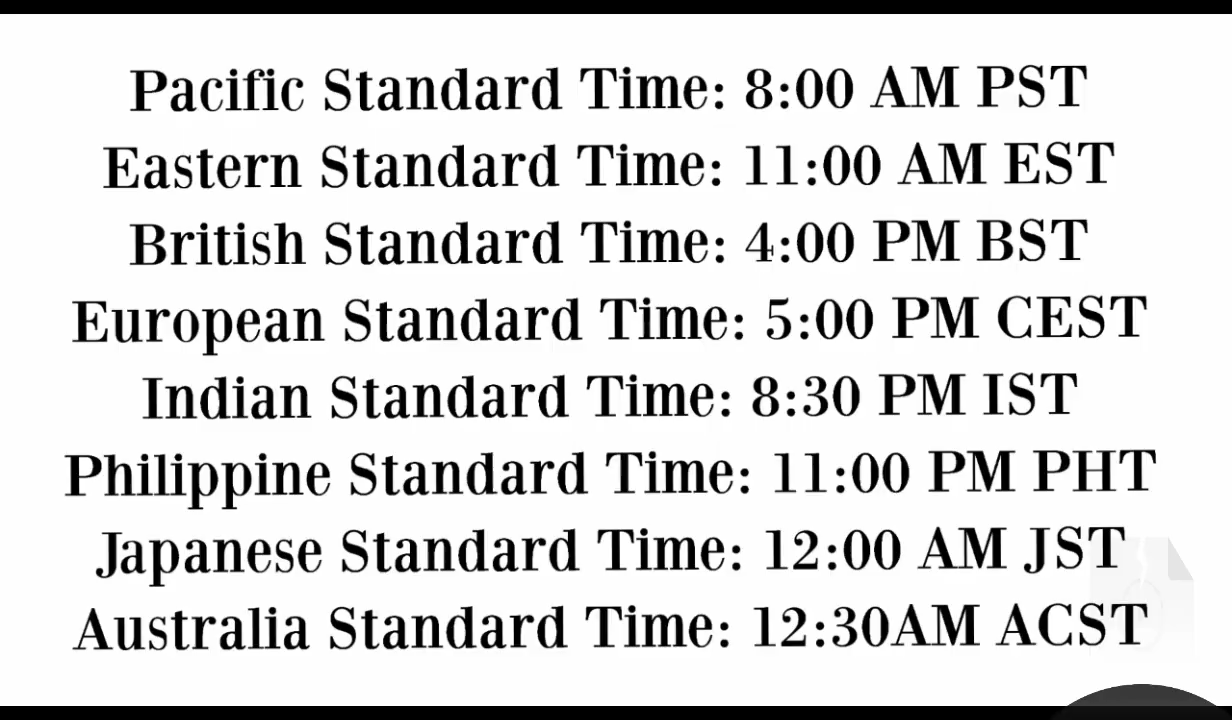 Pacific Standard Time: 8:00 AM PST
Eastern Standard Time: 11:00 AM EST
British Standard Time: 4:00 PM BST
European Standard Time: 5:00 PM CEST
Indian Standard Time: 8:30 PM IST
Philippine Standard Time: 11:00 PM PHT
Japanese Standard Time: 12:00 AM JST
Australia Standard Time: 12:30AM ACST